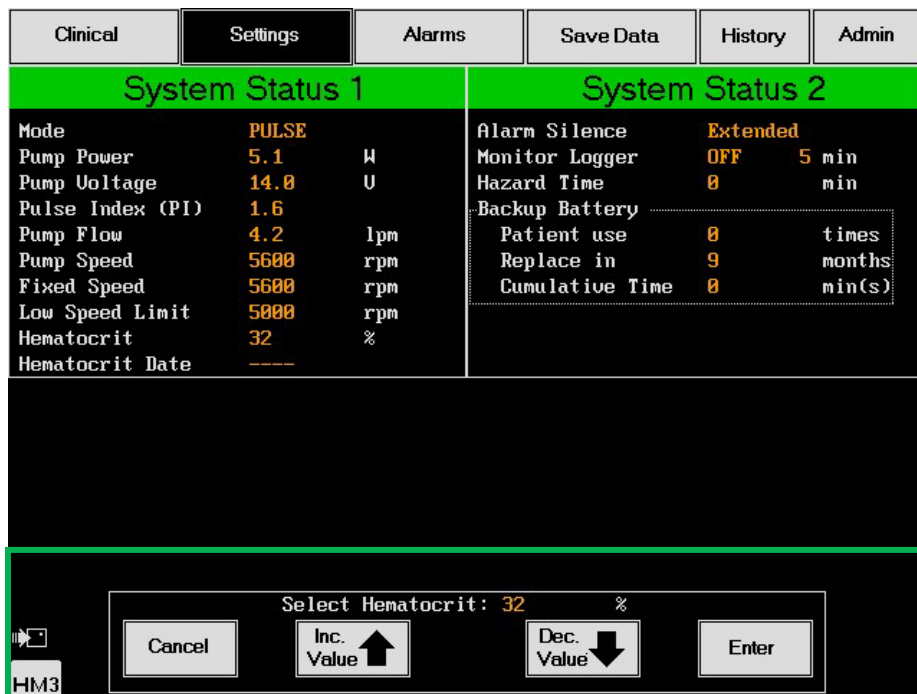 Clinical Settings Alarms Save Data History Admin
System Status 1
Mode PULSE
Pump Power 5.1 W
Pump Voltage 14.0 V
Pulse Index (PI) 1.6
Pump Flow 4.2 lpm
Pump Speed 5600 rpm
Fixed Speed 5600 rpm
Low Speed Limit 5000 rpm
Hematocrit 32 %
Hematocrit Date ----
System Status 2
Alarm Silence Extended
Monitor Logger OFF 5 min
Hazard Time 0 min
Backup Battery
Patient use 0 times
Replace in 9 months
Cumulative Time 0 min(s)
Select Hematocrit: 32 %
Cancel
Inc.
Value
Dec.
Value
Enter
HM3